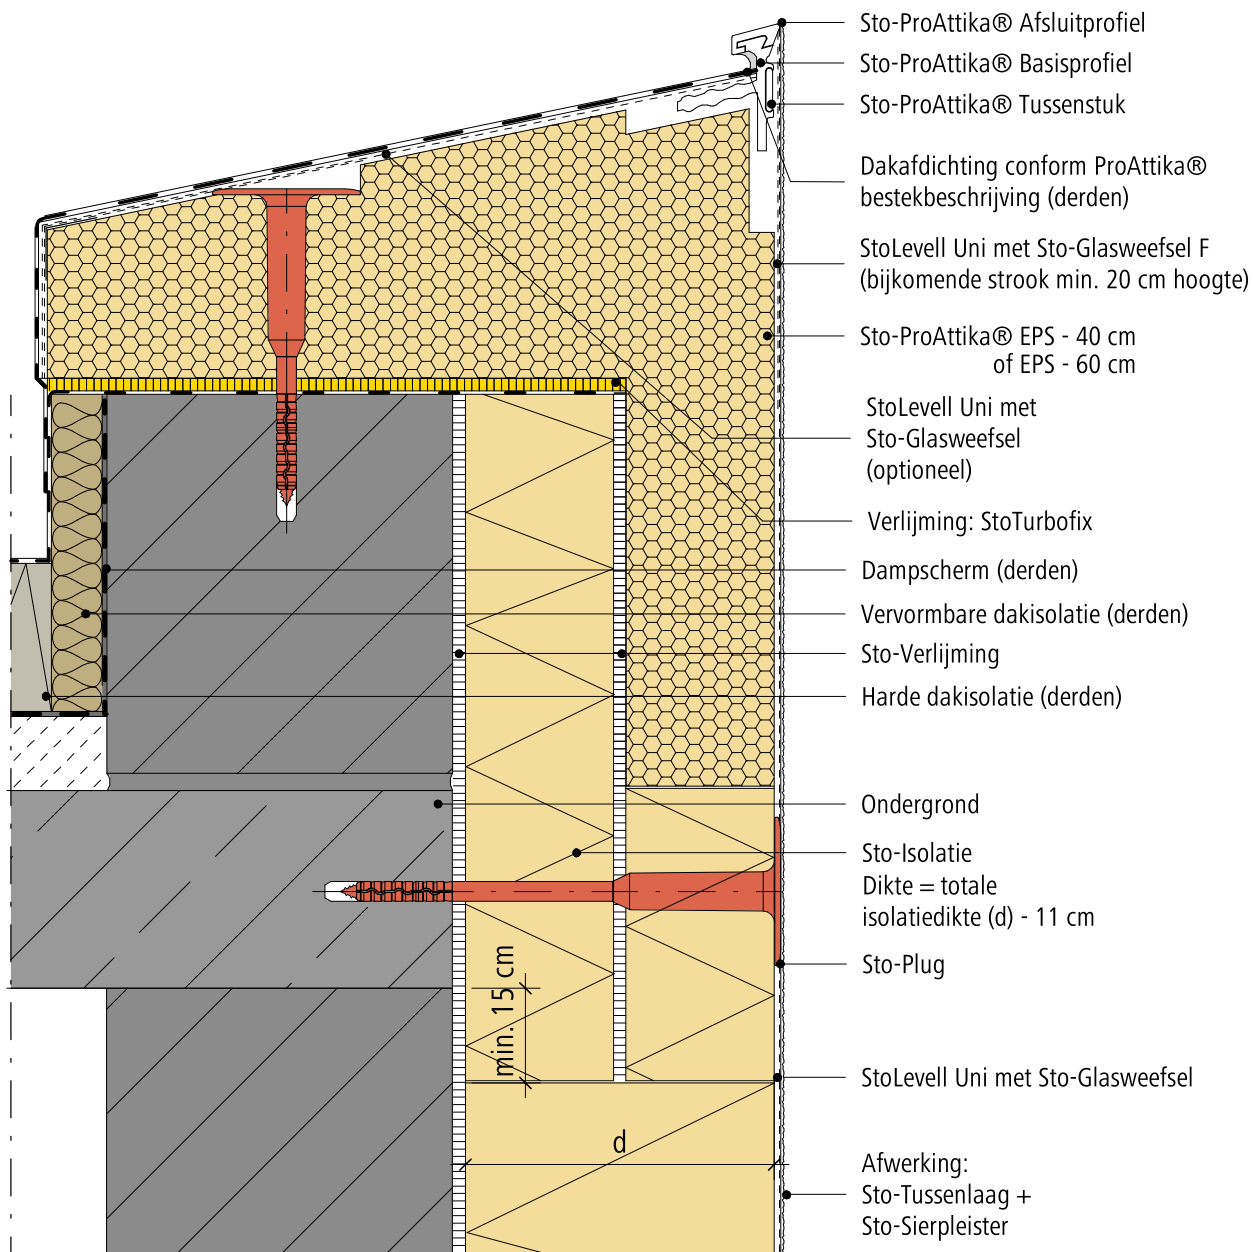 Sto-ProAttika® Afsluitprofiel
Sto-ProAttika® Basisprofiel
Sto-ProAttika® Tussenstuk
Dakafdichting conform ProAttika®
bestekbeschrijving (derden)
StoLevell Uni met Sto-Glasweefsel F
(bijkomende strook min. 20 cm hoogte)
Sto-ProAttika® EPS - 40 cm
of EPS - 60 cm
StoLevell Uni met
Sto-Glasweefsel
(optioneel)
Verlijming: StoTurbofix
Dampscherm (derden)
Vervormbare dakisolatie (derden)
Sto-Verlijming
Harde dakisolatie (derden)
Ondergrond
Sto-Isolatie
Dikte = totale
isolatiedikte (d) - 11 cm
Sto-Plug
min. 15 cm
StoLevell Uni met Sto-Glasweefsel
d
Afwerking:
Sto-Tussenlaag +
Sto-Sierpleister